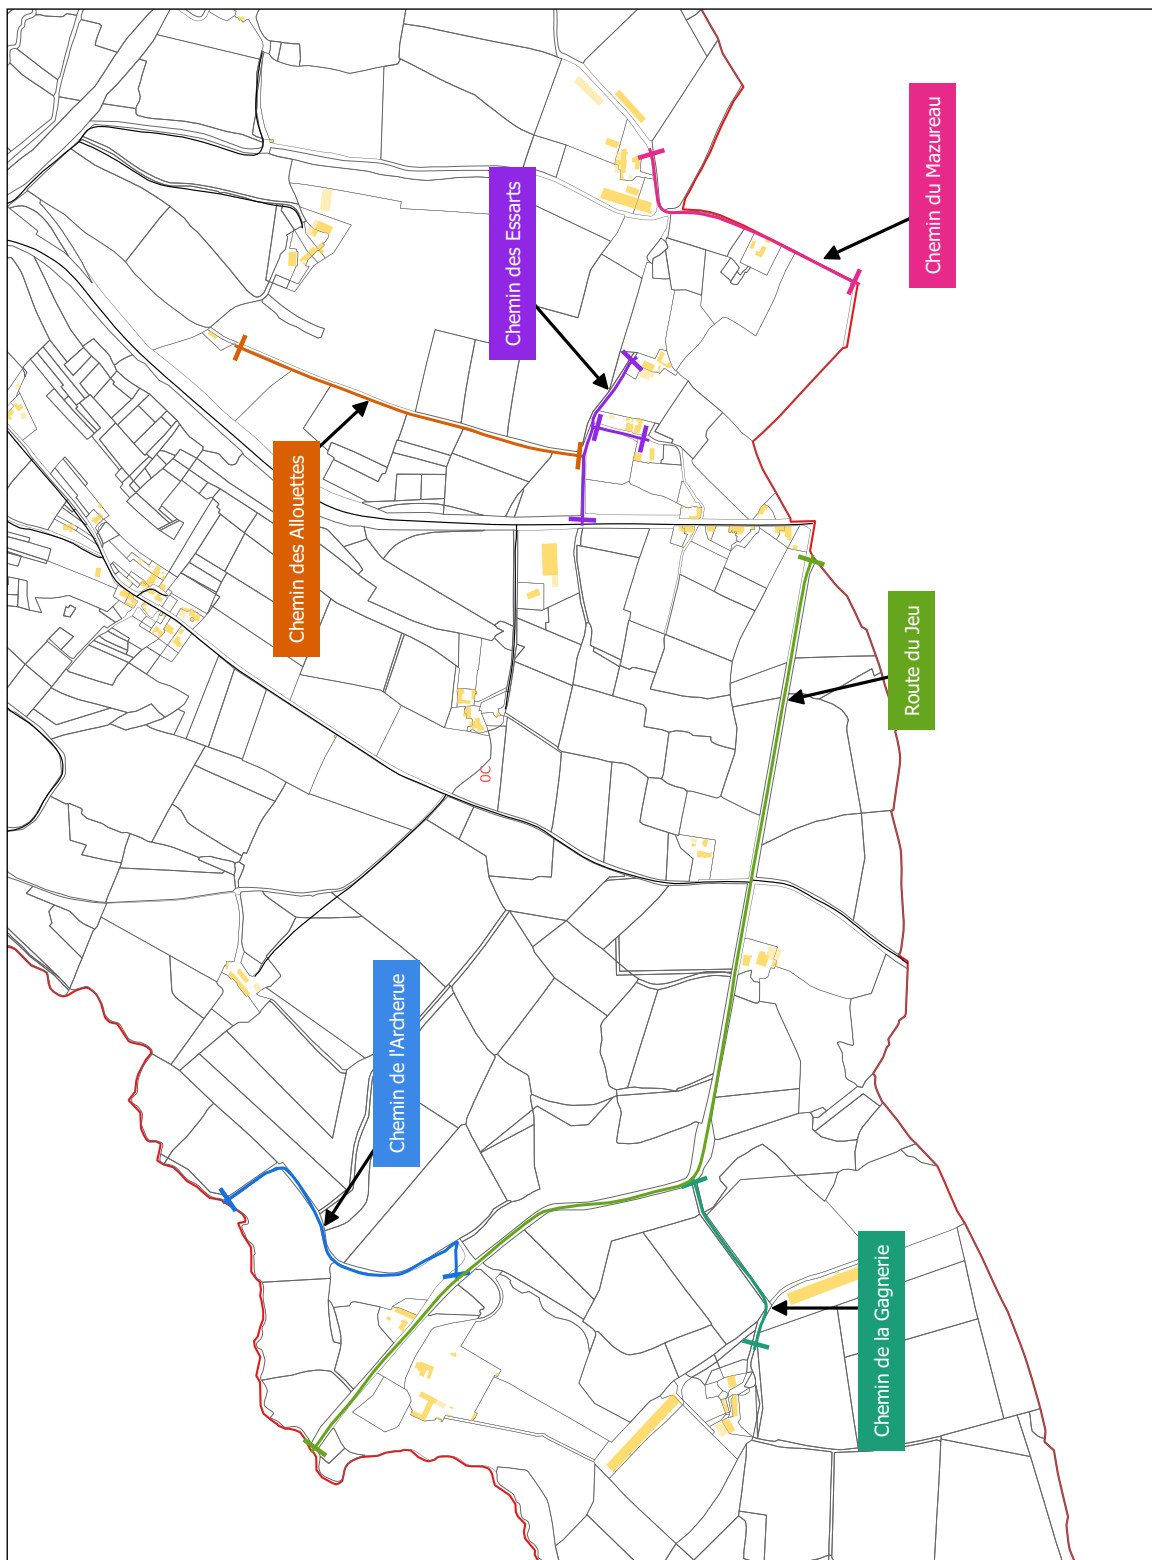 Chemin du Mazureau
Chemin des Essarts
Chemin des Allouettes
Route du Jeu
0C
Chemin de l'Archerue
Chemin de la Gagnerie